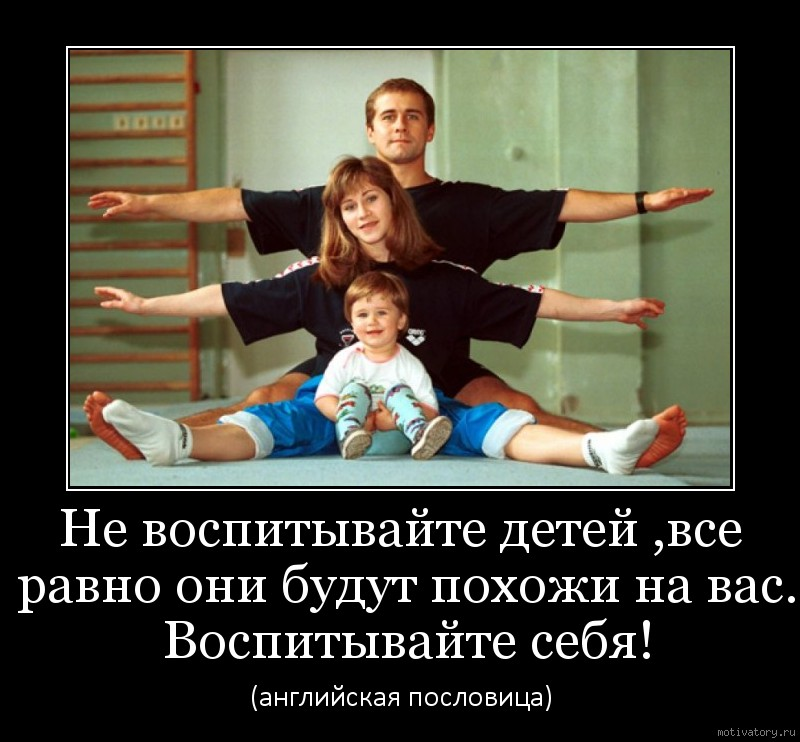 Не воспитывайте детей ,все
равно они будут похожи на вас.
Воспитывайте себя!
(английская пословица)
motivatory.ru